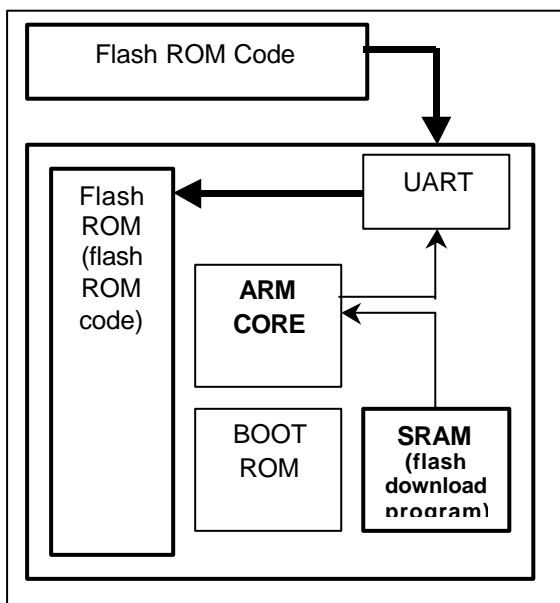 Flash ROM Code
UART
Flash
ROM
(flash
ROM
code)
ARM
CORE
BOOT
ROM
SRAM
(flash
download
program)